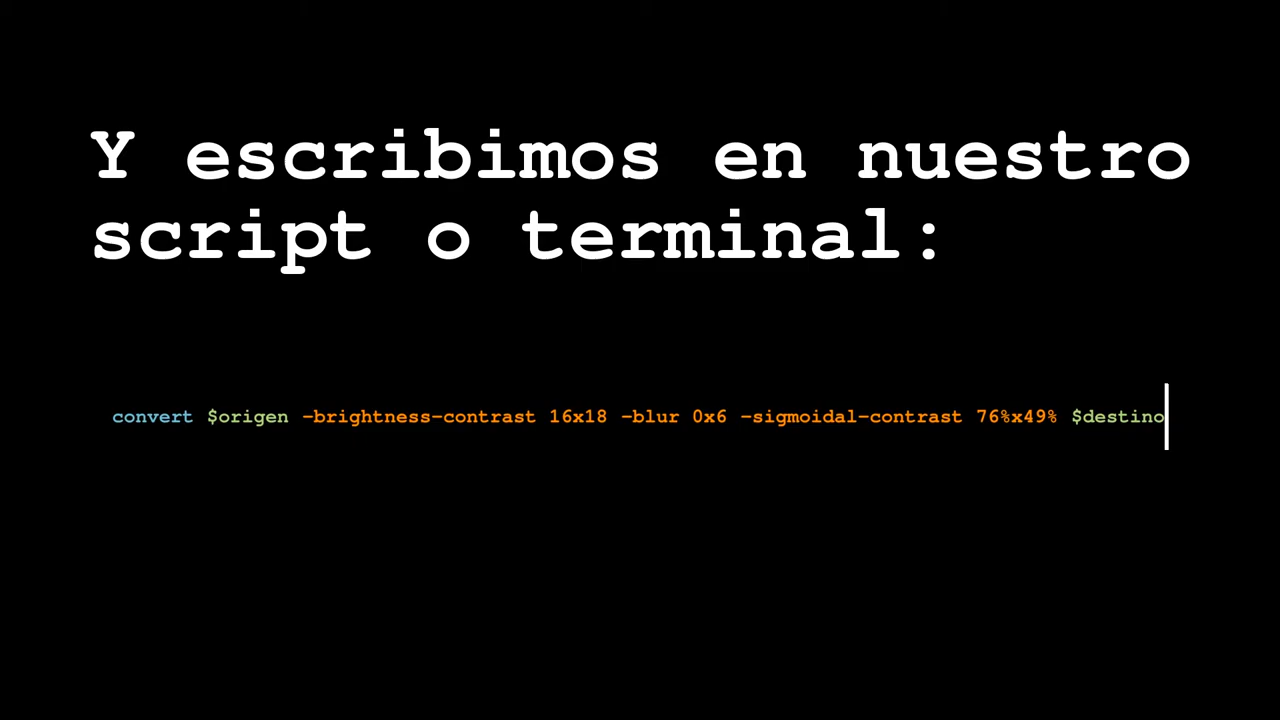 Y escribimos en nuestro
script o terminal:
convert $origen -brightness-contrast 16x18 -blur 0x6 -sigmoidal-contrast 76%x49% $destino